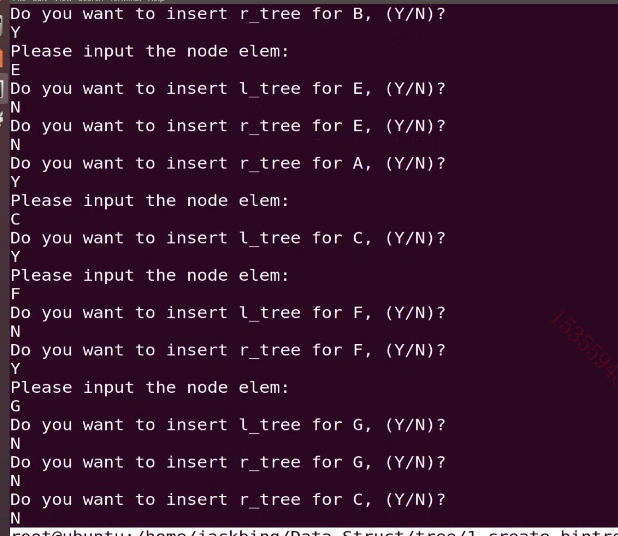 Do you want to insert r_tree for B, (Y/N)?
Y
Please input the node elem:
E
Do you want to insert l_tree for E, (Y/N)?
N
Do you want to insert r_tree for E, (Y/N)?
N
Do you want to insert r_tree for A, (Y/N)?
Y
Please input the node elem:
C
Do you want to insert l_tree for C, (Y/N)?
Y
Please input the node elem:
F
Do you want to insert l_tree for F, (Y/N)?
N
Do you want to insert r_tree for F, (Y/N)?
Y
Please input the node elem:
G
Do you want to insert l_tree for G, (Y/N)?
N
Do you want to insert r_tree for G, (Y/N)?
N
Do you want to insert r_tree for C, (Y/N)?
N
root@ubuntu:/home/jackbing/Data_Struct/tree/1_create_bintre